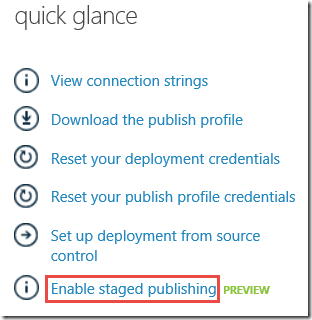 quick glance
View connection strings
Download the publish profile
Reset your deployment credentials
Reset your publish profile credentials
Set up deployment from source
control
Enable staged publishing PREVIEW